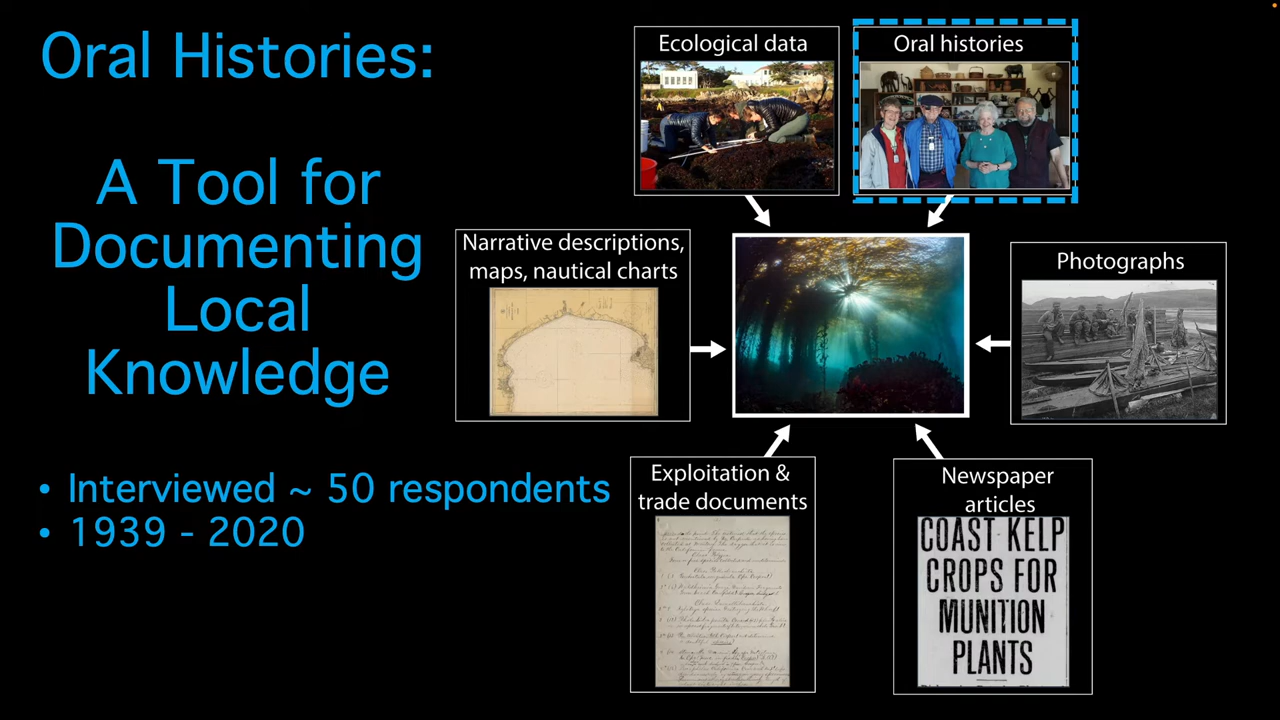 Oral Histories:
A Tool for
Documenting
Local
Knowledge
• Interviewed ~ 50 respondents
• 1939 - 2020
Ecological data
Oral histories
Narrative descriptions,
maps, nautical charts
Photographs
Exploitation &
trade documents
Newspaper
articles
COAST KELP
CROPS FOR
MUNITION
PLANTS